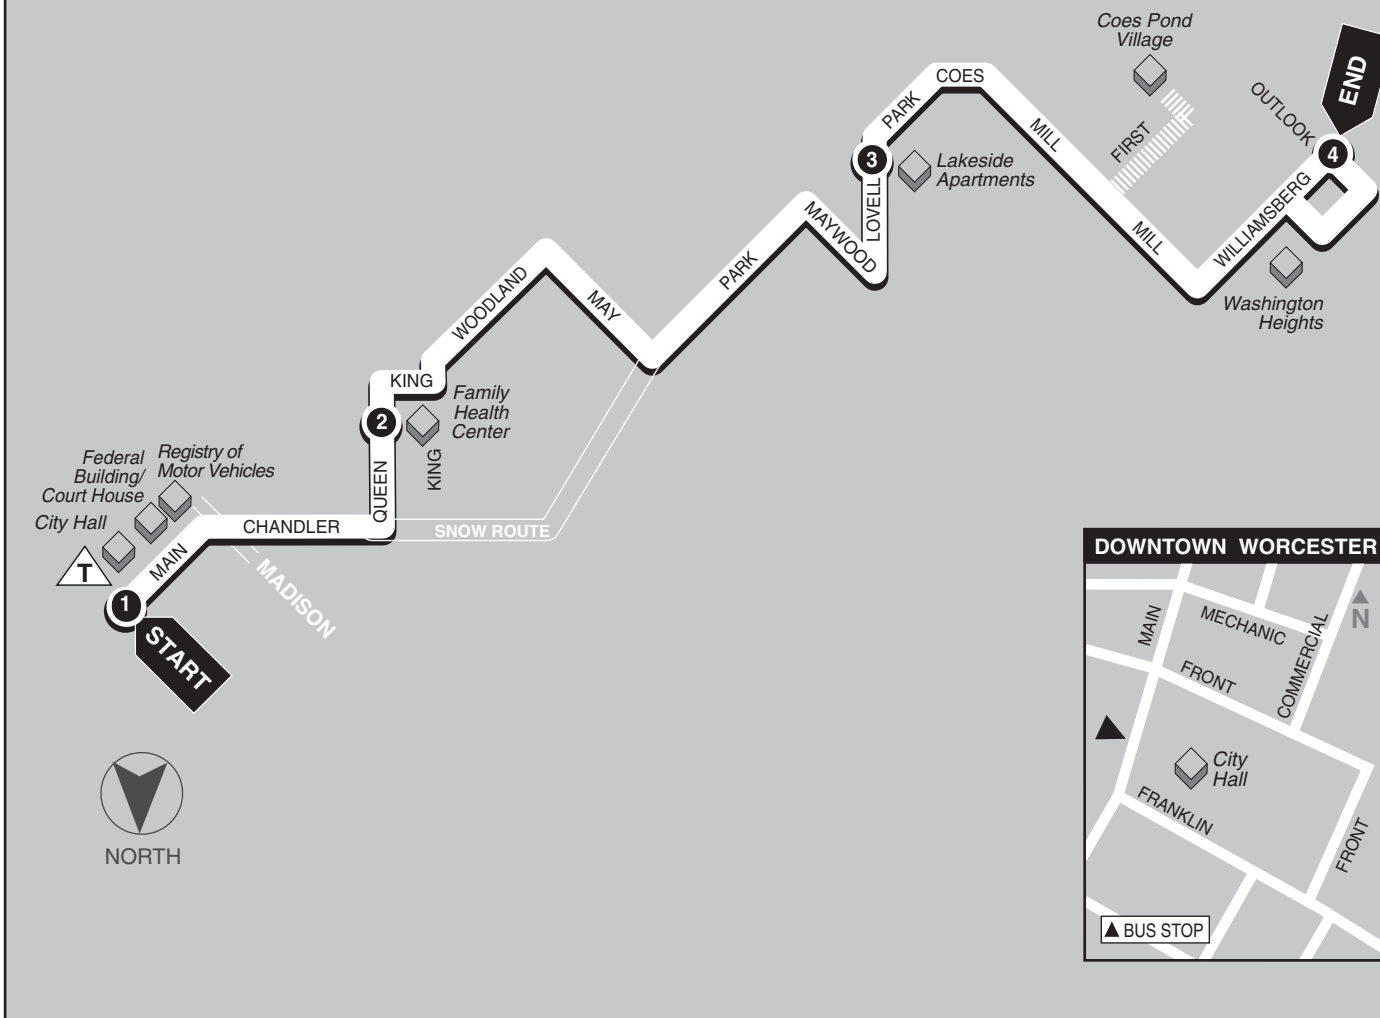 Coes Pond
Village
END
OUTLOOK
4
COES
PARK
MILL
FIRST
3
Lakeside
Apartments
LOVELL
MAYWOOD
MILL
WILLIAMSBERG
Washington
Heights
PARK
WOODLAND
MAY
KING
2
Family
Health
Center
KING
QUEEN
Registry of
Motor Vehicles
Federal
Building/
Court House
City Hall
CHANDLER
SNOW ROUTE
MAIN
T
MADISON
1
START
NORTH
DOWNTOWN WORCESTER
N
MAIN
MECHANIC
COMMERCIAL
FRONT
City
Hall
FRANKLIN
FRONT
BUS STOP